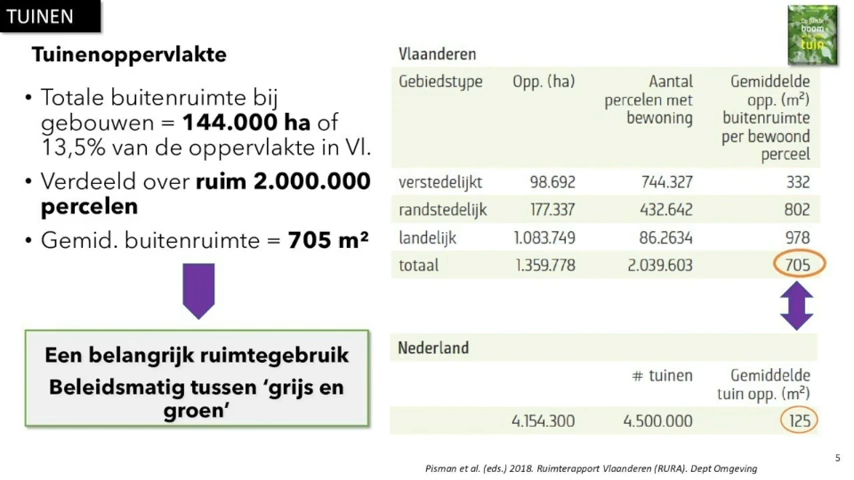 TUINEN
Tuinenoppervlakte
• Totale buitenruimte bij
gebouwen = 144.000 ha of
13,5% van de oppervlakte in Vl.
• Verdeeld over ruim 2.000.000
percelen
• Gemid. buitenruimte = 705 m²
Een belangrijk ruimtegebruik
Beleidsmatig tussen ‘grijs en
groen’
boom
tuin
Vlaanderen
Gebiedstype Opp. (ha) Aantal Gemiddelde
percelen met opp. (m²)
bewoning buitenruimte
per bewoond
perceel
verstedelijkt 98.692 744.327 332
randstedelijk 177.337 432.642 802
landelijk 1.083.749 86.2634 978
totaal 1.359.778 2.039.603 705
Nederland
# tuinen Gemiddelde
tuin opp. (m²)
4.154.300 4.500.000 125
5
Pisman et al. (eds.) 2018. Ruimterapport Vlaanderen (RURA). Dept Omgeving